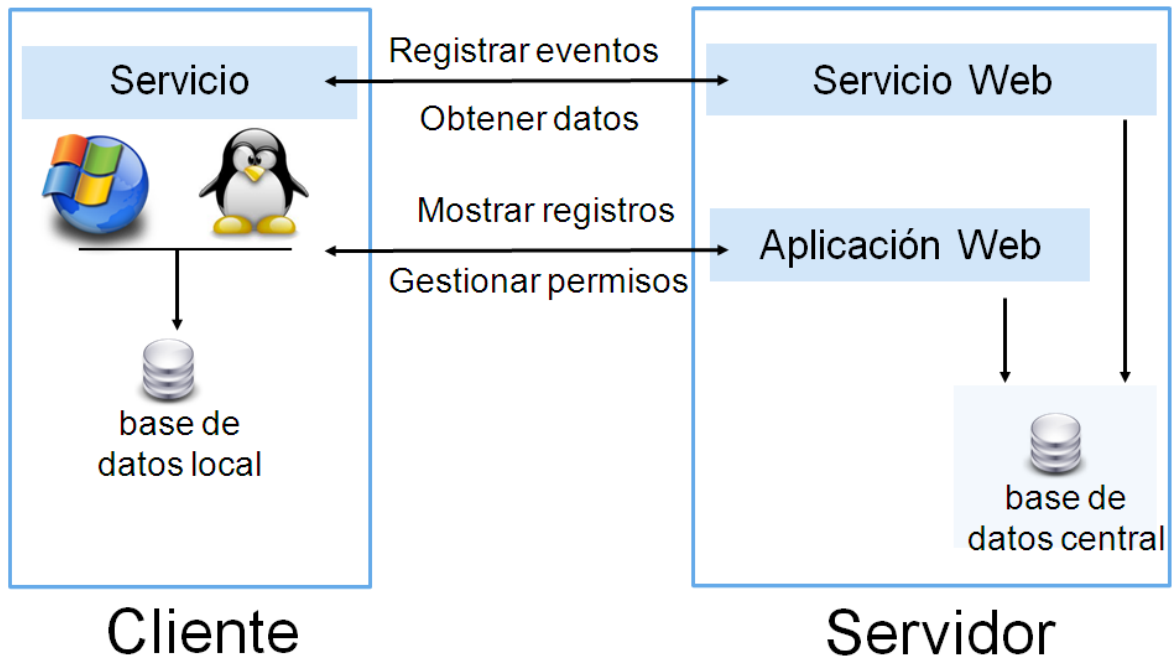 Servicio
Registrar eventos
Servicio Web
Obtener datos
Mostrar registros
Aplicación Web
Gestionar permisos
base de
datos local
base de
datos central
Cliente
Servidor